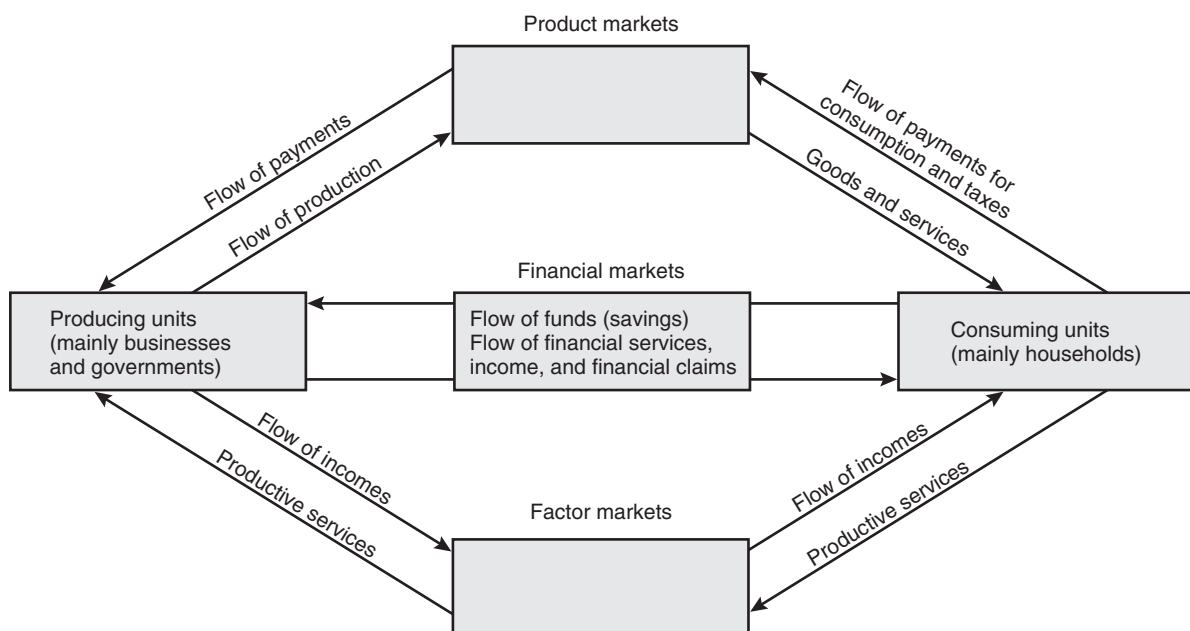 Product markets
Flow of payments
Flow of production
Flow of payments for
consumption and taxes
Goods and services
Financial markets
Producing units
(mainly businesses
and governments)
Flow of funds (savings)
Flow of financial services,
income, and financial claims
Consuming units
(mainly households)
Flow of incomes
Productive services
Factor markets
Flow of incomes
Productive services